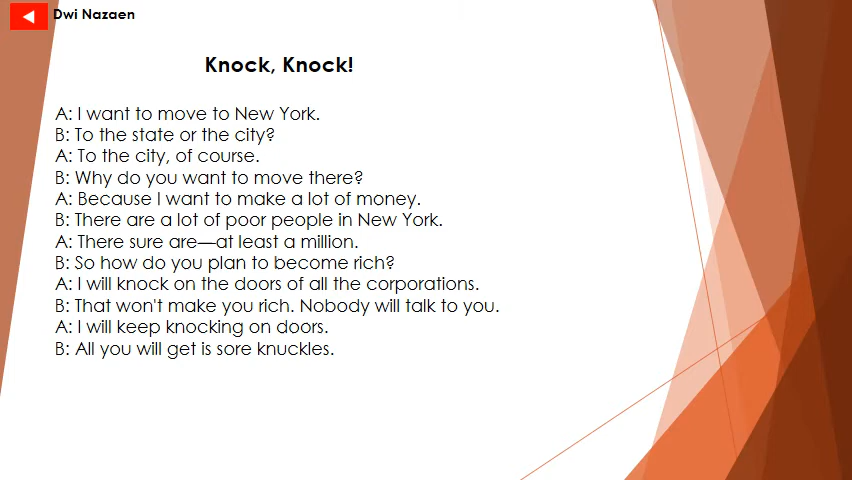 Dwi Nazaen
Knock, Knock!
A: I want to move to New York.
B: To the state or the city?
A: To the city, of course.
B: Why do you want to move there?
A: Because I want to make a lot of money.
B: There are a lot of poor people in New York.
A: There sure are—at least a million.
B: So how do you plan to become rich?
A: I will knock on the doors of all the corporations.
B: That won't make you rich. Nobody will talk to you.
A: I will keep knocking on doors.
B: All you will get is sore knuckles.